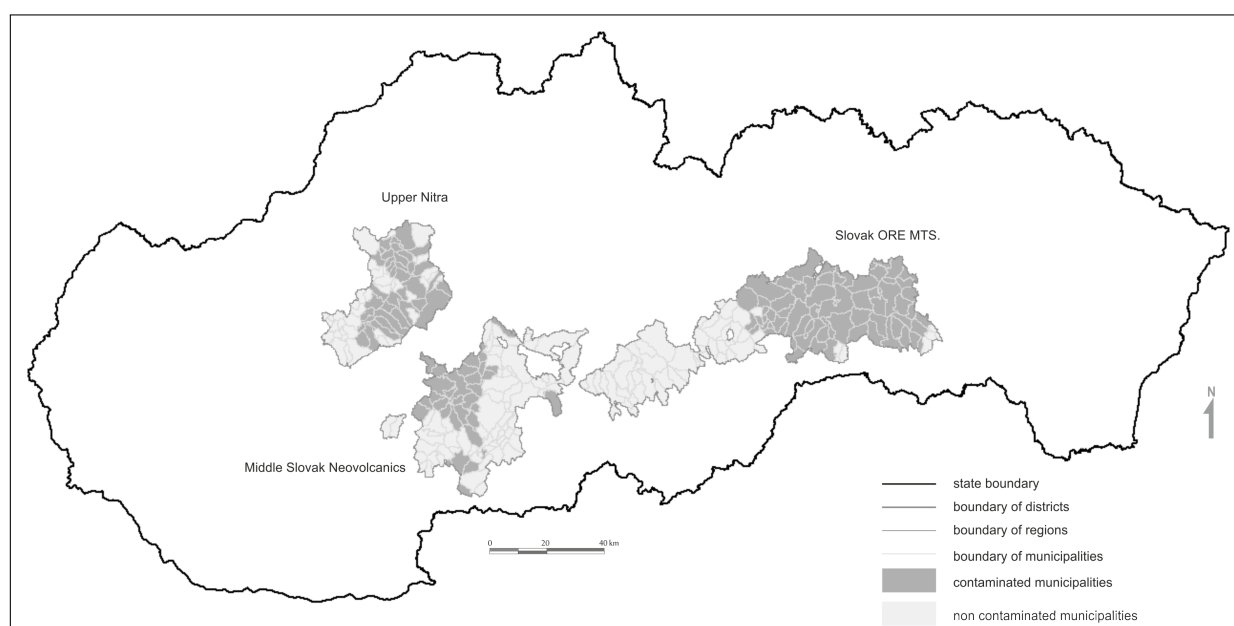 Upper Nitra
Slovak ORE MTS.
Middle Slovak Neovolcanics
N
0 20 40 km
state boundary
boundary of districts
boundary of regions
boundary of municipalities
contaminated municipalities
non contaminated municipalities